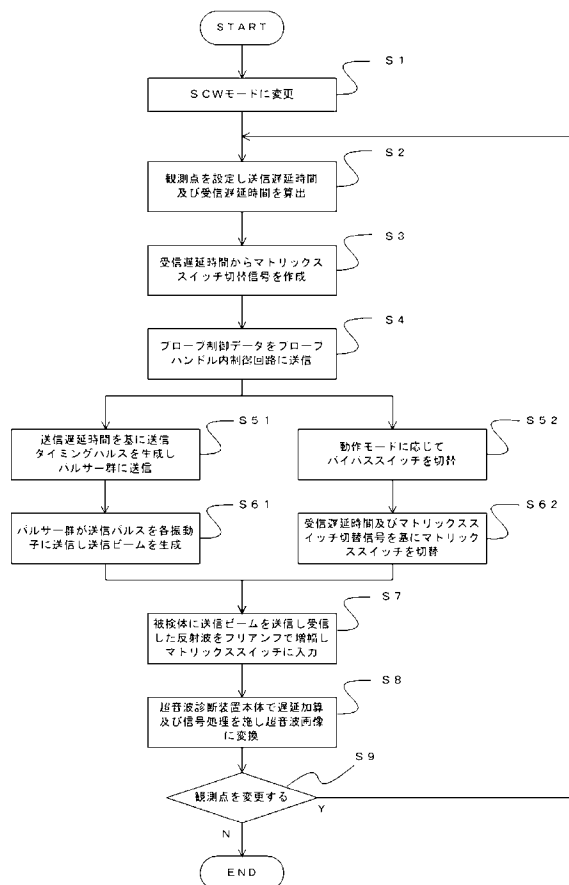 START
S1
SCWモードに変更
S2
観測点を設定し送信遅延時間
及び受信遅延時間を算出
S3
受信遅延時間からマトリックス
スイッチ切替信号を作成
S4
プローブ制御データをプローブ
ハンドル内制御回路に送信
S51
送信遅延時間を基に送信
タイミングパルスを生成し
パルサー群に送信
S52
動作モードに応じて
バイパススイッチを切替
S61
パルサー群が送信パルスを各振動
子に送信し送信ビームを生成
S62
受信遅延時間及びマトリックスス
イッチ切替信号を基にマトリック
ススイッチを切替
S7
被検体に送信ビームを送信し受信
した反射波をプリアンプで増幅し
マトリックススイッチに入力
S8
超音波診断装置本体で遅延加算
及び信号処理を施し超音波画像
に変換
S9
観測点を変更する
Y
N
END